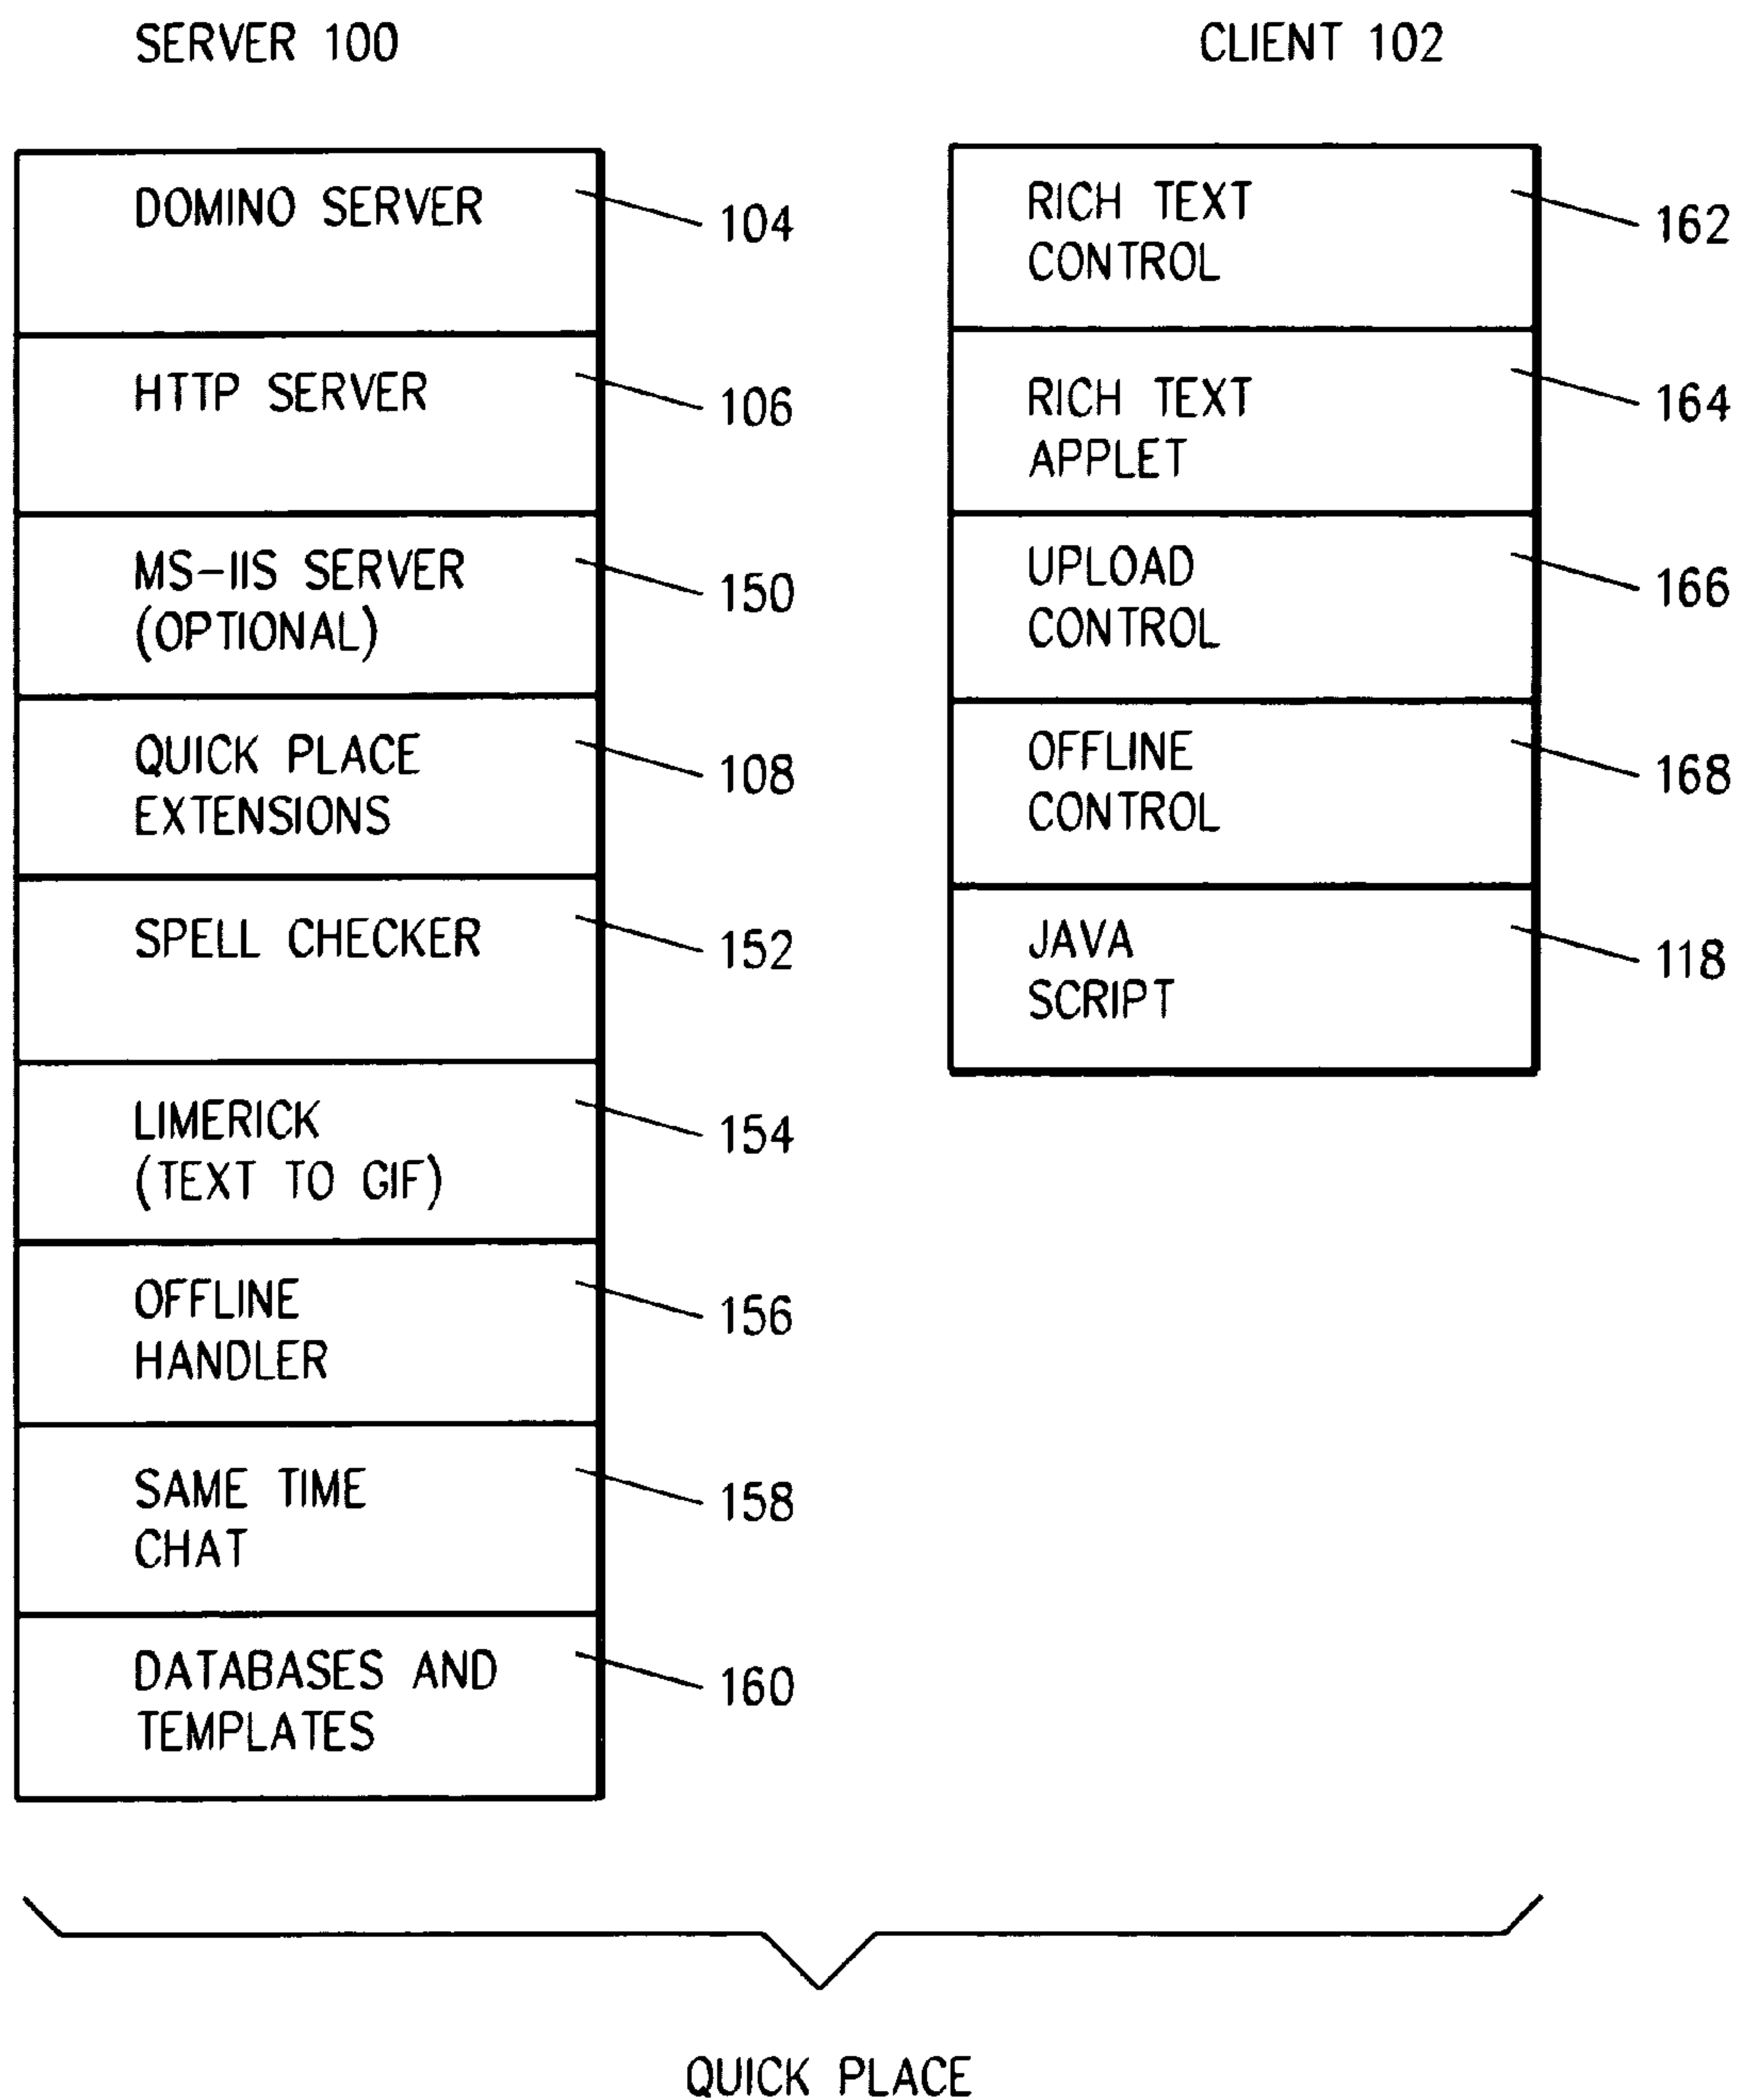 SERVER 100
DOMINO SERVER
104
HTTP SERVER
106
MS-IIS SERVER
(OPTIONAL)
150
QUICK PLACE
EXTENSIONS
108
SPELL CHECKER
152
LIMERICK
(TEXT TO GIF)
154
OFFLINE
HANDLER
156
SAME TIME
CHAT
158
DATABASES AND
TEMPLATES
160
CLIENT 102
RICH TEXT
CONTROL
162
RICH TEXT
APPLET
164
UPLOAD
CONTROL
166
OFFLINE
CONTROL
168
JAVA
SCRIPT
118
QUICK PLACE